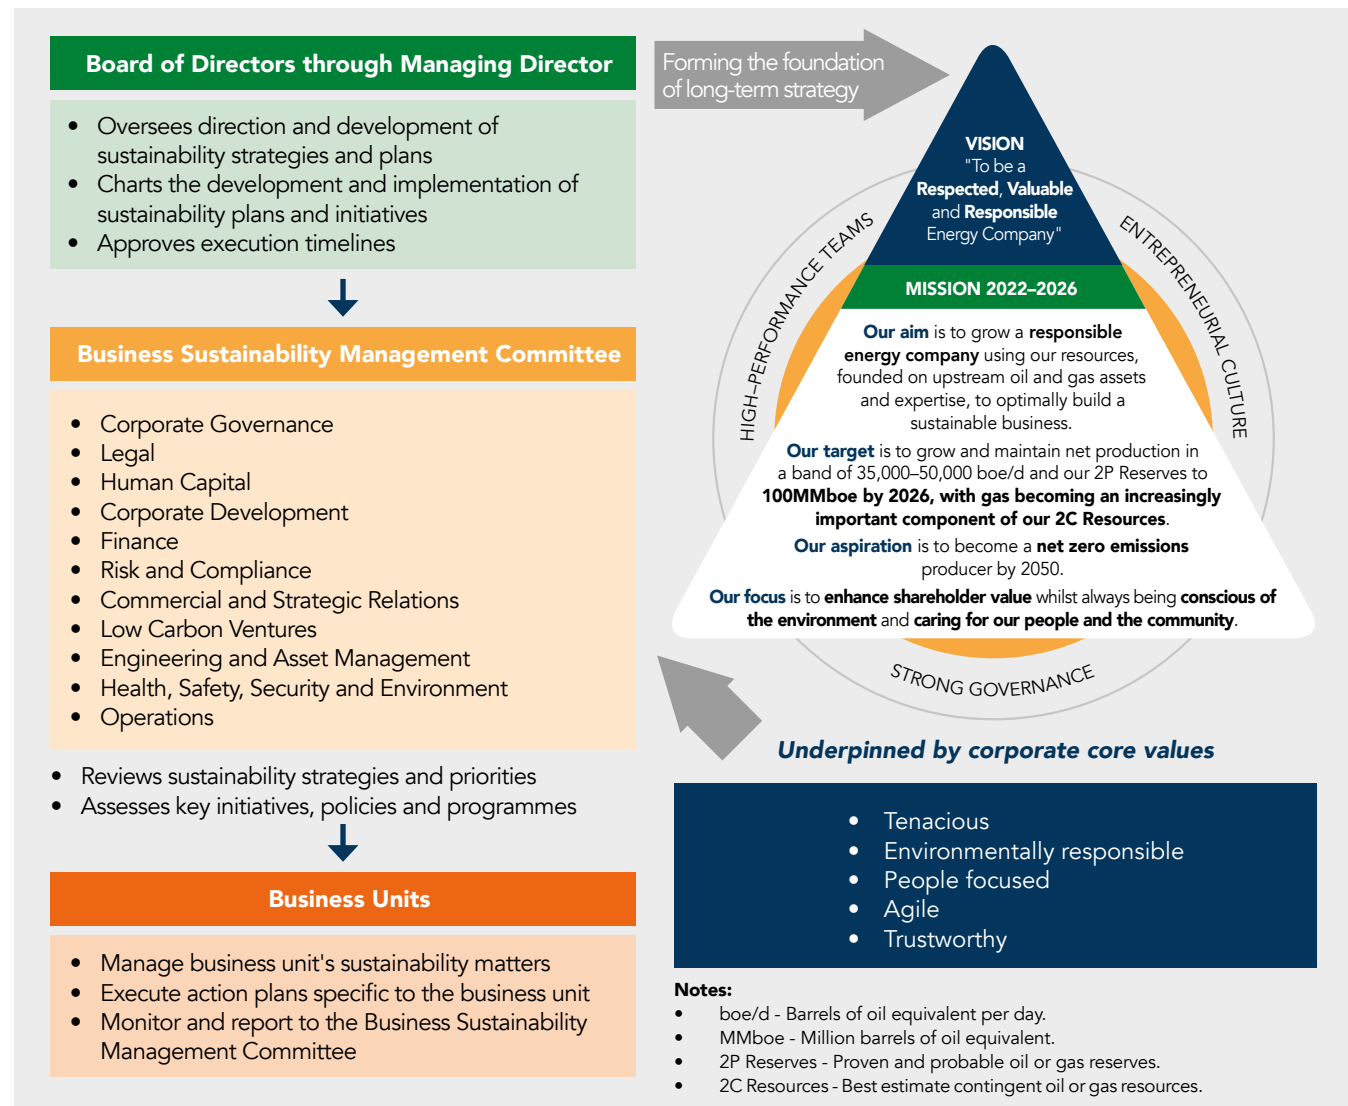 Board of Directors through Managing Director
• Oversees direction and development of
sustainability strategies and plans
• Charts the development and implementation of
sustainability plans and initiatives
• Approves execution timelines
Business Sustainability Management Committee
• Corporate Governance
• Legal
• Human Capital
• Corporate Development
• Finance
• Risk and Compliance
• Commercial and Strategic Relations
• Low Carbon Ventures
• Engineering and Asset Management
• Health, Safety, Security and Environment
• Operations
• Reviews sustainability strategies and priorities
• Assesses key initiatives, policies and programmes
Business Units
• Manage business unit's sustainability matters
• Execute action plans specific to the business unit
• Monitor and report to the Business Sustainability
Management Committee
Forming the foundation
of long-term strategy
VISION
"To be a
Respected, Valuable
and Responsible
Energy Company"
HIGH–PERFORMANCE TEAMS
ENTREPRENEURIAL CULTURE
MISSION 2022–2026
Our aim is to grow a responsible
energy company using our resources,
founded on upstream oil and gas assets
and expertise, to optimally build a
sustainable business.
Our target is to grow and maintain net production in
a band of 35,000–50,000 boe/d and our 2P Reserves to
100MMboe by 2026, with gas becoming an increasingly
important component of our 2C Resources.
Our aspiration is to become a net zero emissions
producer by 2050.
Our focus is to enhance shareholder value whilst always being conscious of
the environment and caring for our people and the community.
STRONG GOVERNANCE
Underpinned by corporate core values
• Tenacious
• Environmentally responsible
• People focused
• Agile
• Trustworthy
Notes:
• boe/d - Barrels of oil equivalent per day.
• MMboe - Million barrels of oil equivalent.
• 2P Reserves - Proven and probable oil or gas reserves.
• 2C Resources - Best estimate contingent oil or gas resources.